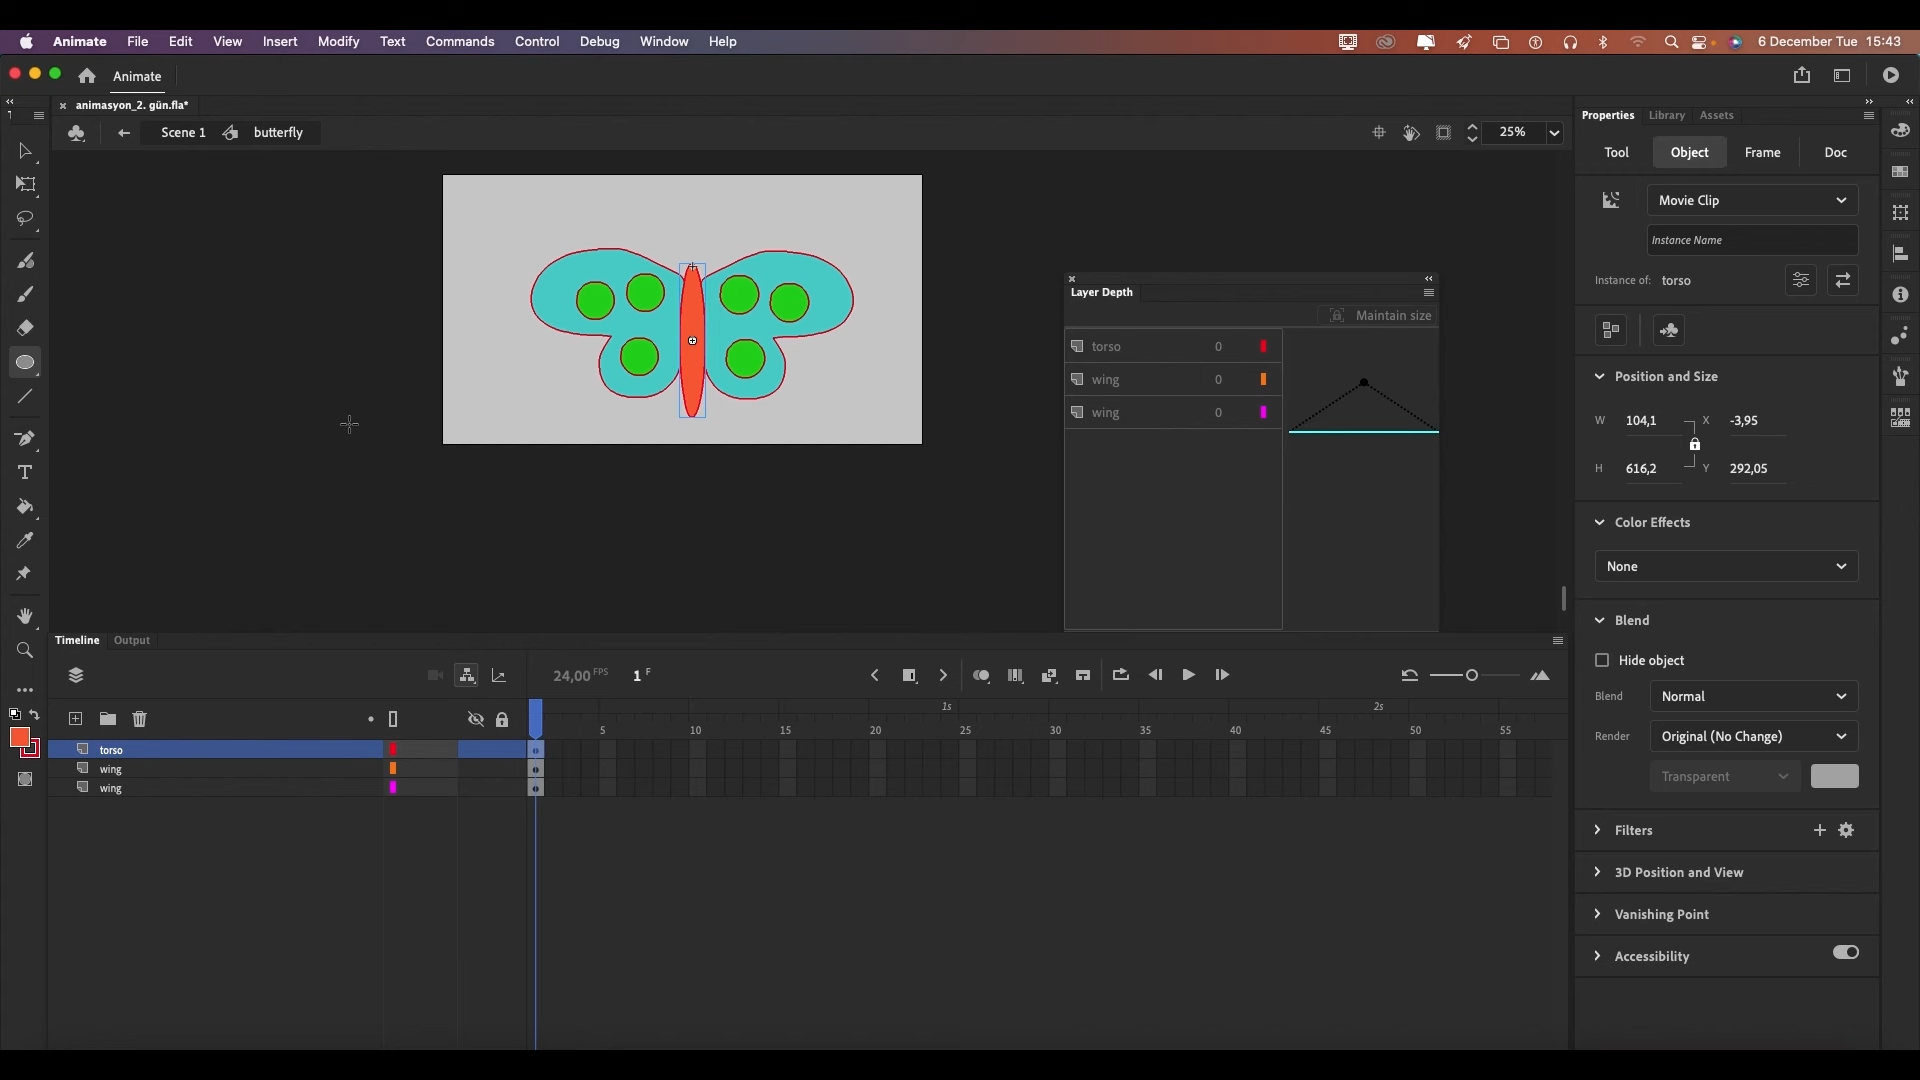 Animate File Edit View Insert Modify Text Commands Control Debug Window Help 6 December Tue 15:43
Animate
animasyon_2. gün.fla*
Scene 1 butterfly 25%
Properties Library Assets
Tool Object Frame Doc
Movie Clip
Instance Name
Instance of: torso
Position and Size
W 104,1 X -3,95
H 616,2 Y 292,05
Color Effects
None
Blend
Hide object
Blend Normal
Render Original (No Change)
Transparent
Filters
3D Position and View
Vanishing Point
Accessibility
Layer Depth
Maintain size
torso 0
wing 0
wing 0
T
Timeline Output
24,00 FPS 1 F
1s 2s
5 10 15 20 25 30 35 40 45 50 55
torso
wing
wing